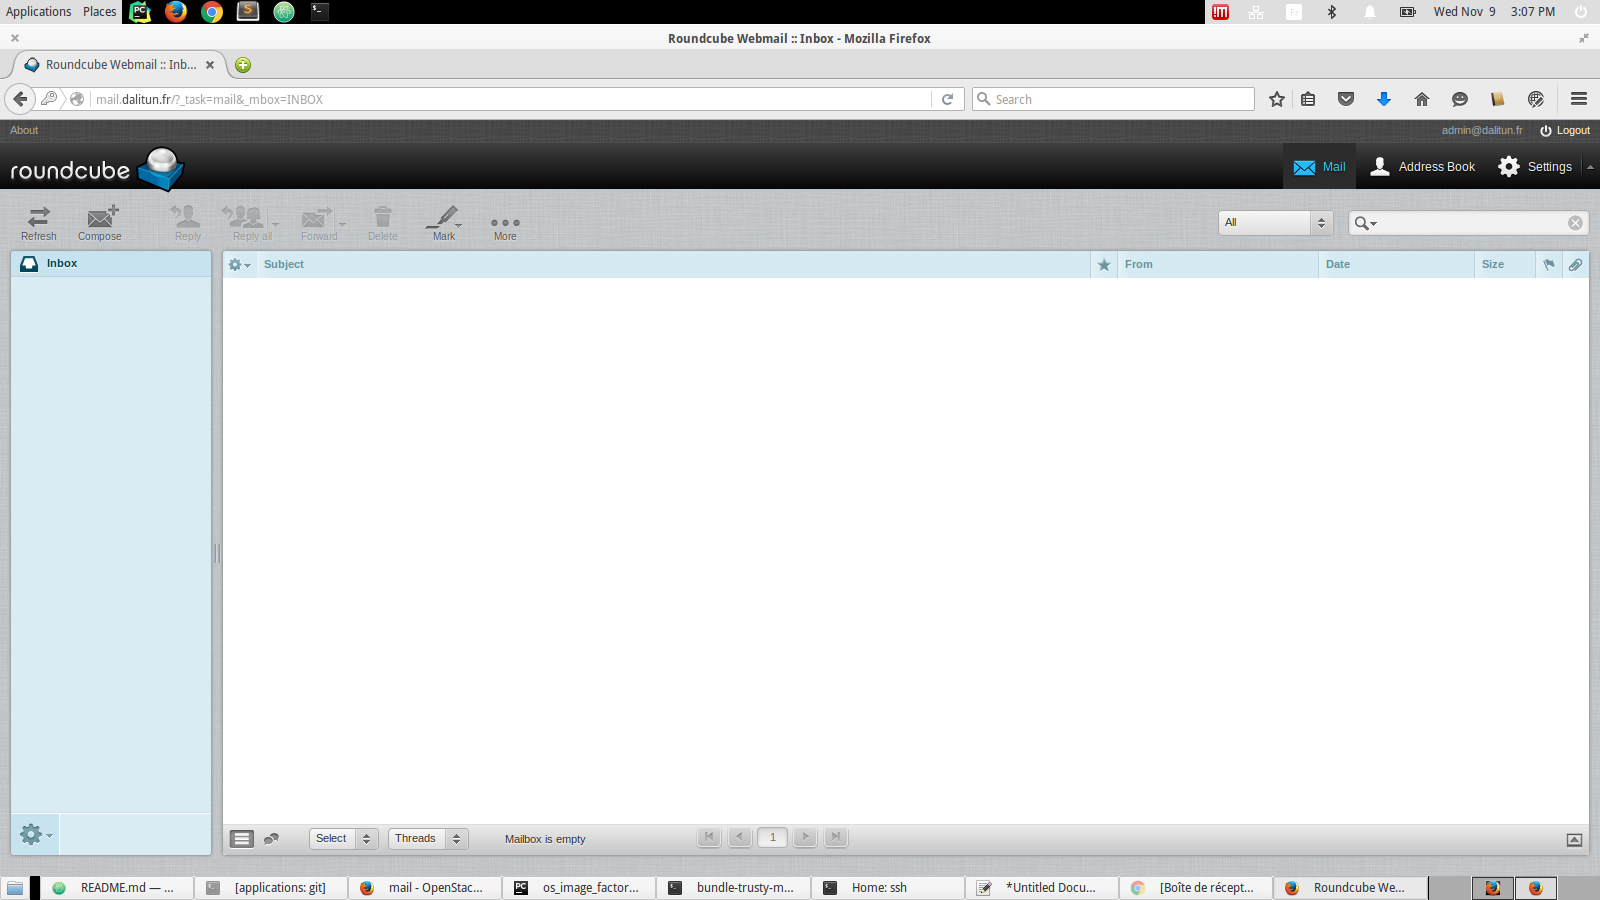 Applications Places Wed Nov 9 3:07 PM
Roundcube Webmail :: Inbox - Mozilla Firefox
Roundcube Webmail :: Inb...
mail.dalitun.fr/?_task=mail&_mbox=INBOX Search
About admin@dalitun.fr Logout
roundcube Mail Address Book Settings
Refresh Compose Reply Reply all Forward Delete Mark More All
Inbox Subject From Date Size
Select Threads Mailbox is empty 1
README.md — ... [applications: git] mail - OpenStac... os_image_factor... bundle-trusty-m... Home: ssh *Untitled Docu... [Boîte de récept... Roundcube We...